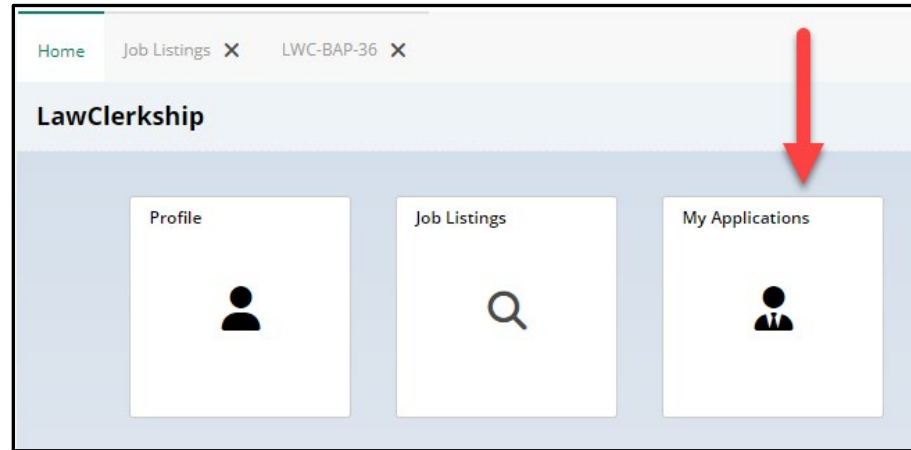 Home Job Listings LWC-BAP-36
LawClerkship
Profile Job Listings My Applications